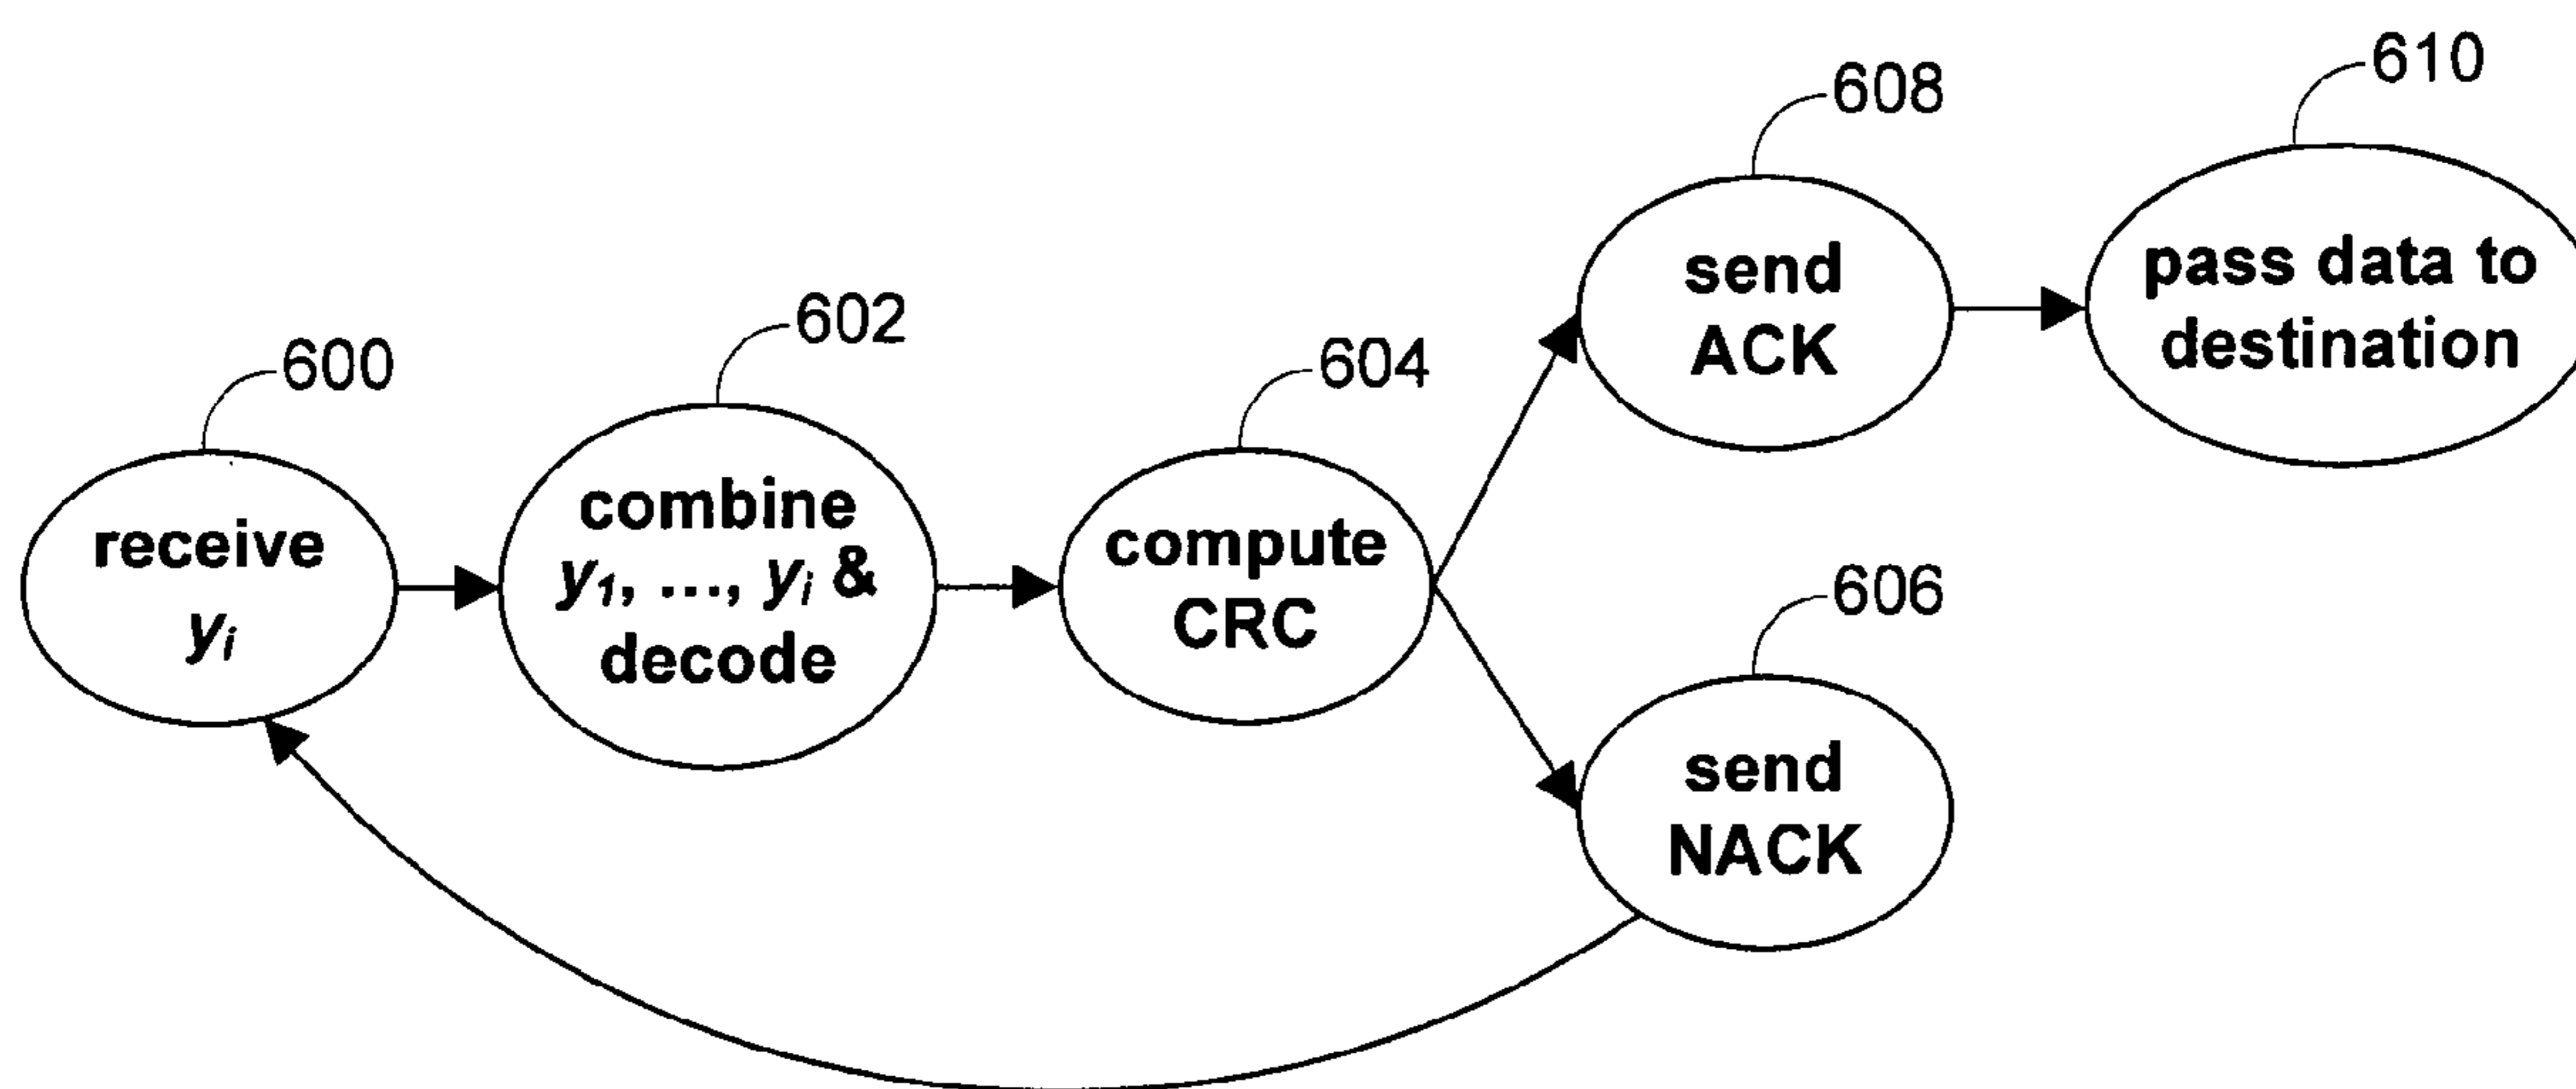 600
receive
yᵢ
602
combine
y₁, ..., yᵢ &
decode
604
compute
CRC
608
send
ACK
610
pass data to
destination
606
send
NACK